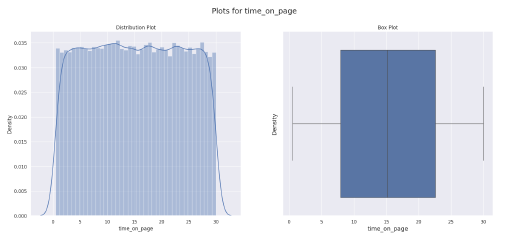 Plots for time_on_page
Distribution Plot
Density
0.035
0.030
0.025
0.020
0.015
0.010
0.005
0.000
0 5 10 15 20 25 30
time_on_page
Box Plot
Density
0 5 10 15 20 25 30
time_on_page